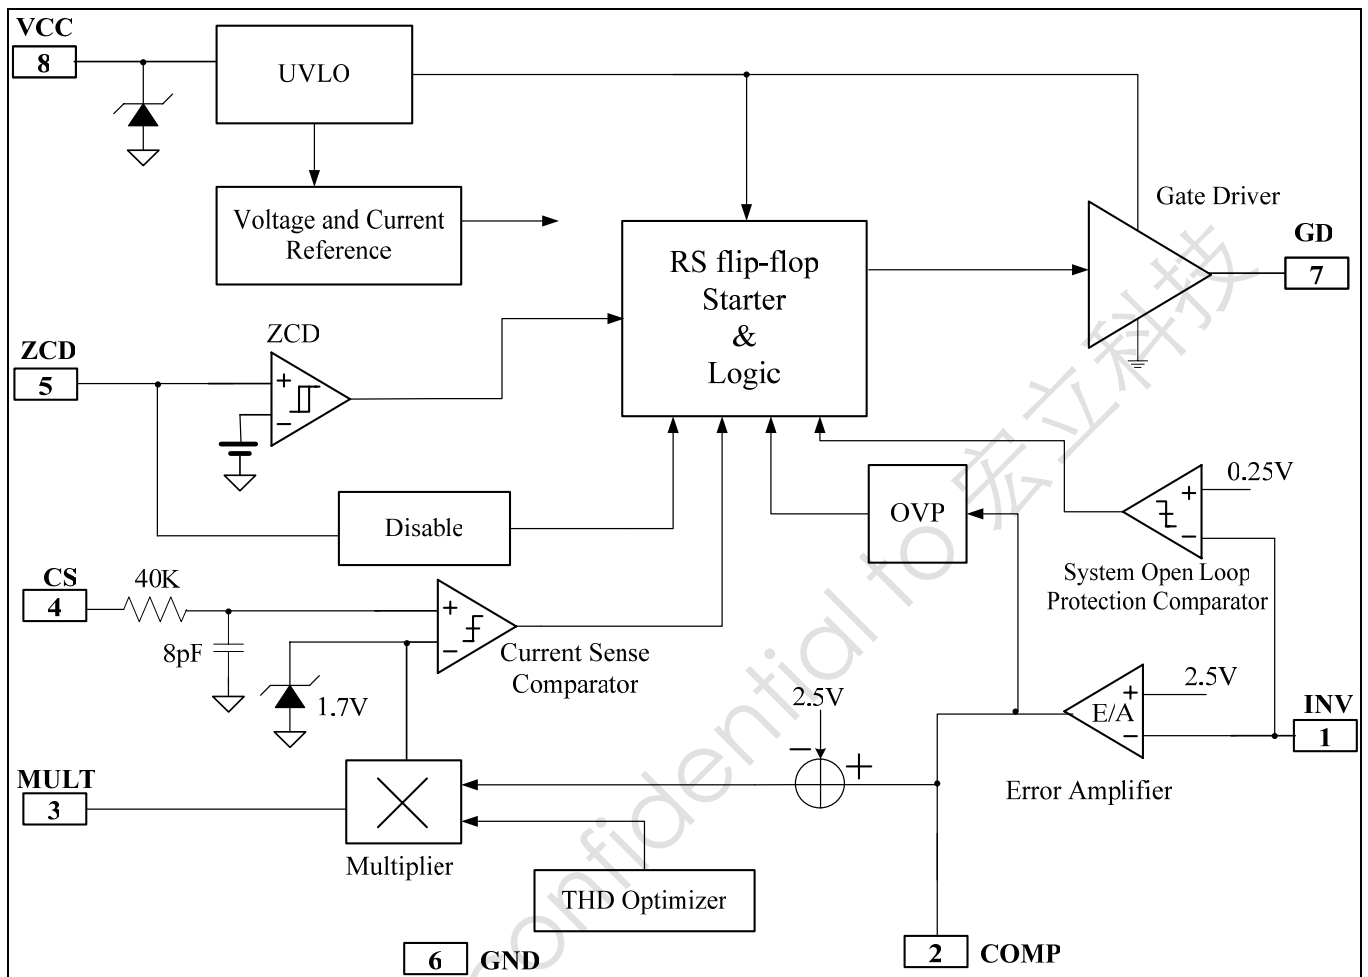 VCC
8
UVLO
Voltage and Current
Reference
Gate Driver
GD
7
RS flip-flop
Starter
&
Logic
ZCD
5
ZCD
+
−
Disable
OVP
0.25V
+
−
System Open Loop
Protection Comparator
CS
4
40K
8pF
1.7V
+
−
Current Sense
Comparator
2.5V
−
+
2.5V
+
E/A
−
INV
1
Error Amplifier
MULT
3
Multiplier
THD Optimizer
6
GND
2
COMP
confidential to 宏立科技